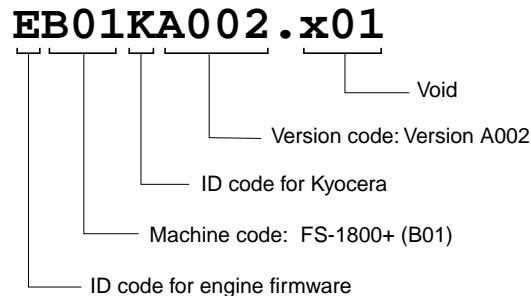 EB01KA002.x01
Void
Version code: Version A002
ID code for Kyocera
Machine code: FS-1800+ (B01)
ID code for engine firmware